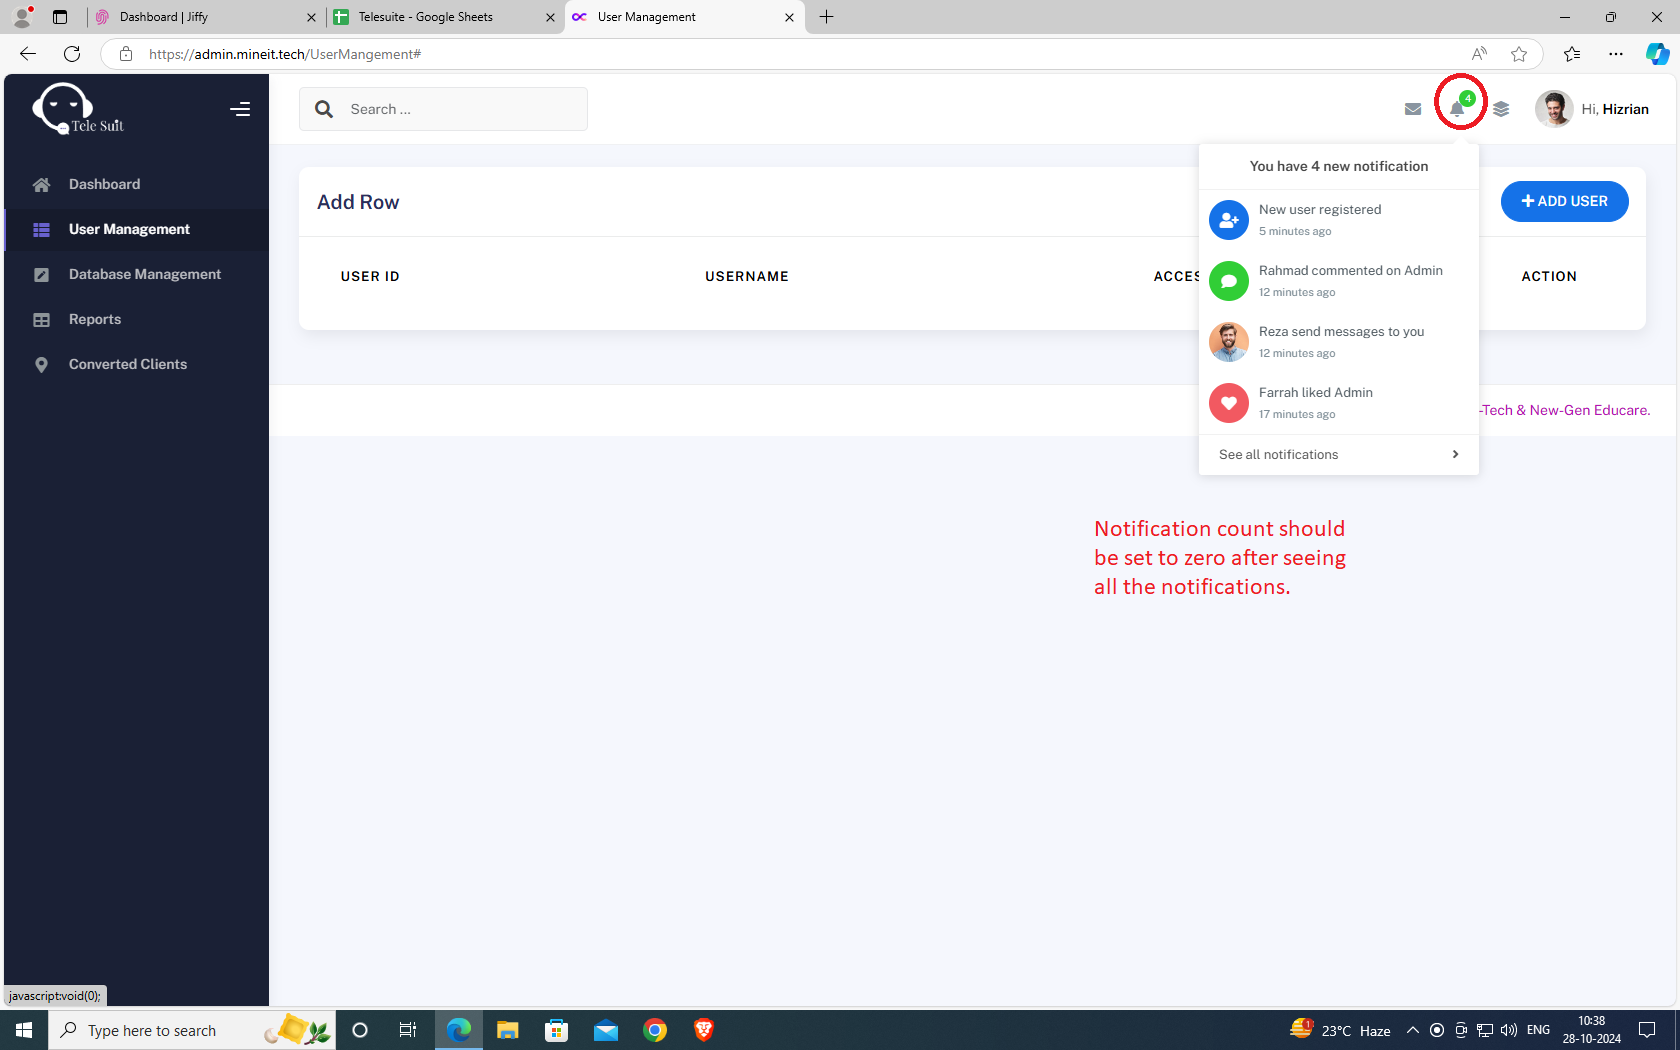 Dashboard | Jiffy
Telesuite - Google Sheets
User Management
https://admin.mineit.tech/UserMangement#
Tele Suit
Search ...
4
Hi, Hizrian
Dashboard
User Management
Database Management
Reports
Converted Clients
Add Row
ADD USER
USER ID
USERNAME
ACCES
ACTION
You have 4 new notification
New user registered
5 minutes ago
Rahmad commented on Admin
12 minutes ago
Reza send messages to you
12 minutes ago
Farrah liked Admin
17 minutes ago
See all notifications
-Tech & New-Gen Educare.
Notification count should
be set to zero after seeing
all the notifications.
javascript:void(0);
Type here to search
1
23°C Haze
ENG
10:38
28-10-2024